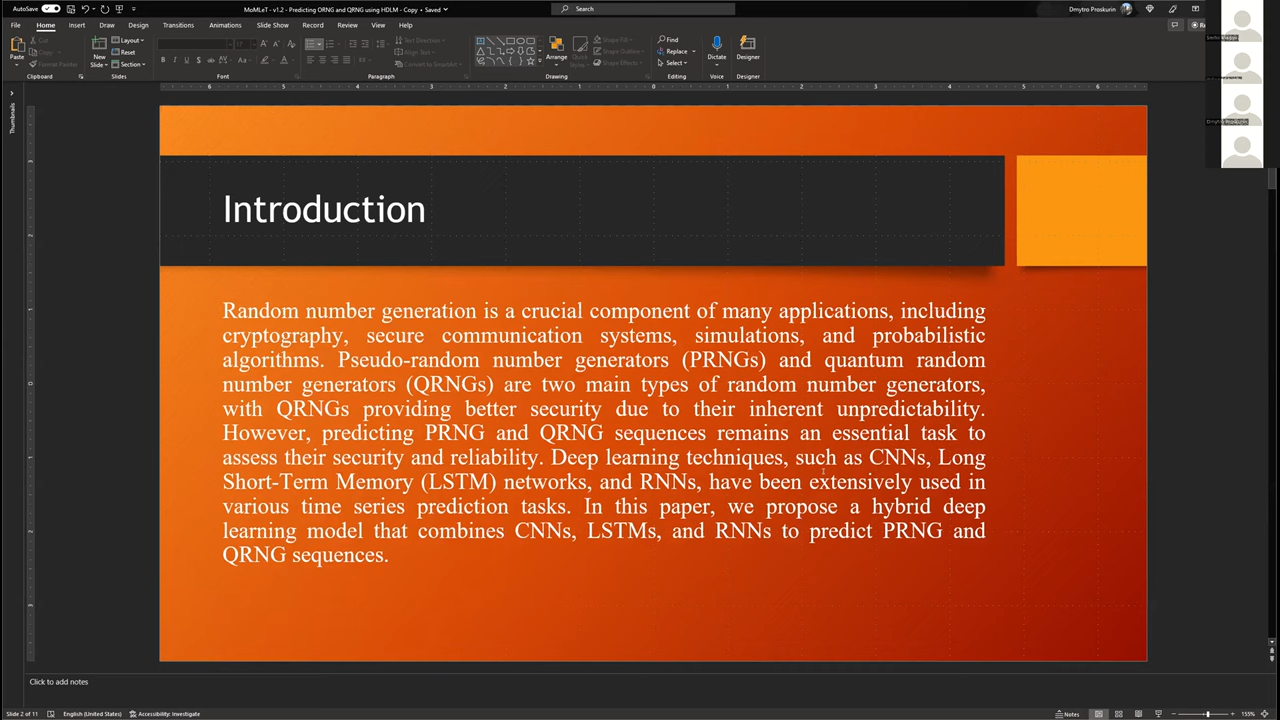 AutoSave
MoMLeT - v1.2 - Predicting QRNG and QRNG using HDLM - Copy • Saved
Search
Dmytro Proskurin
File Home Insert Draw Design Transitions Animations Slide Show Record Review View Help
Paste
Cut
Copy
Format Painter
Clipboard
New Slide
Layout
Reset
Section
Slides
Font
Text Direction
Align Text
Convert to SmartArt
Paragraph
Arrange
Quick Styles
Shape Fill
Shape Outline
Shape Effects
Drawing
Find
Replace
Select
Editing
Dictate
Voice
Designer
Designer
Thumbnails
Introduction
Random number generation is a crucial component of many applications, including
cryptography, secure communication systems, simulations, and probabilistic
algorithms. Pseudo-random number generators (PRNGs) and quantum random
number generators (QRNGs) are two main types of random number generators,
with QRNGs providing better security due to their inherent unpredictability.
However, predicting PRNG and QRNG sequences remains an essential task to
assess their security and reliability. Deep learning techniques, such as CNNs, Long
Short-Term Memory (LSTM) networks, and RNNs, have been extensively used in
various time series prediction tasks. In this paper, we propose a hybrid deep
learning model that combines CNNs, LSTMs, and RNNs to predict PRNG and
QRNG sequences.
Click to add notes
Slide 2 of 11 English (United States) Accessibility: Investigate
Notes
155%